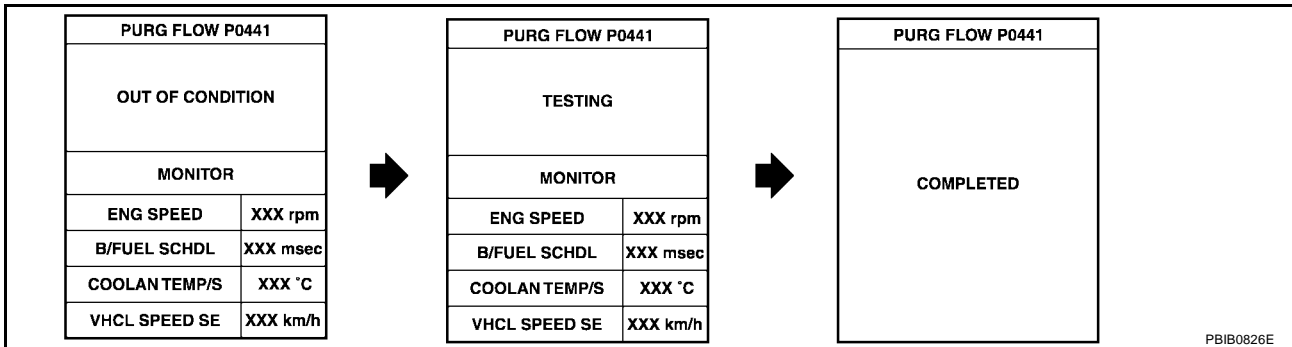 PURG FLOW P0441
OUT OF CONDITION
MONITOR
ENG SPEED XXX rpm
B/FUEL SCHDL XXX msec
COOLAN TEMP/S XXX °C
VHCL SPEED SE XXX km/h
PURG FLOW P0441
TESTING
MONITOR
ENG SPEED XXX rpm
B/FUEL SCHDL XXX msec
COOLAN TEMP/S XXX °C
VHCL SPEED SE XXX km/h
PURG FLOW P0441
COMPLETED
PBIB0826E